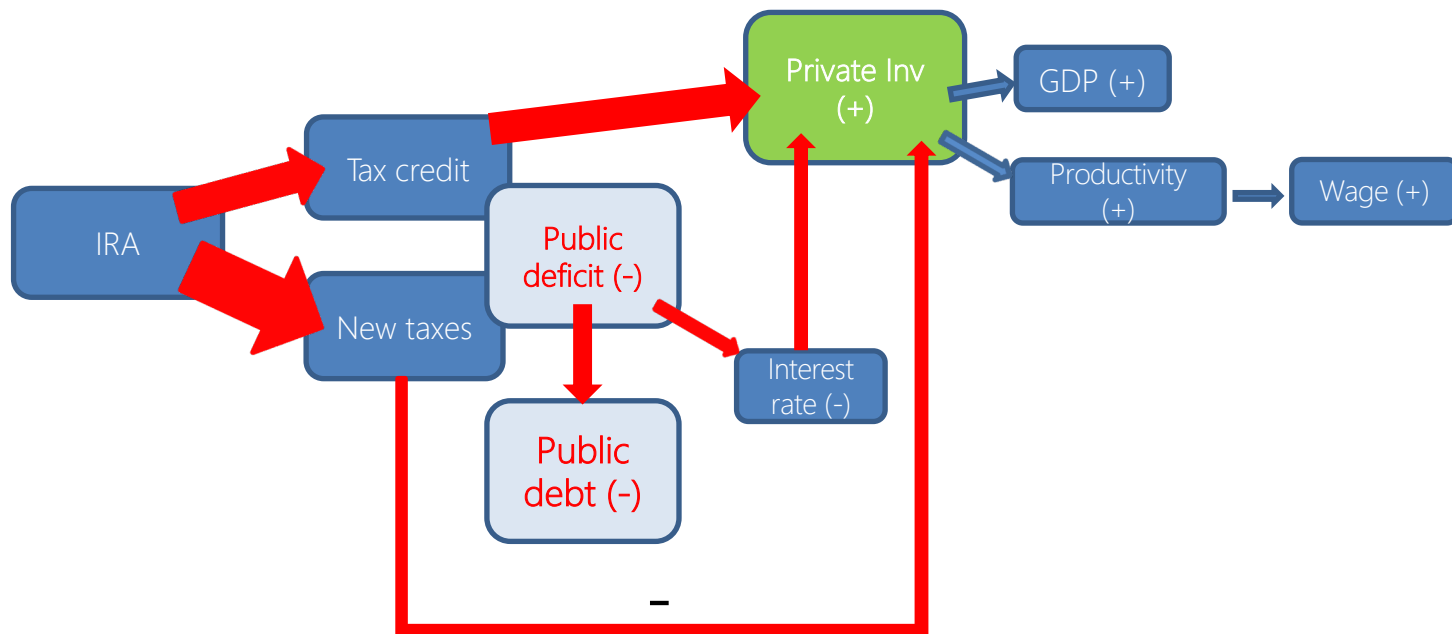 Private Inv
(+)
GDP (+)
Tax credit
Productivity
(+)
Wage (+)
IRA
Public
deficit (-)
New taxes
Interest
rate (-)
Public
debt (-)
–